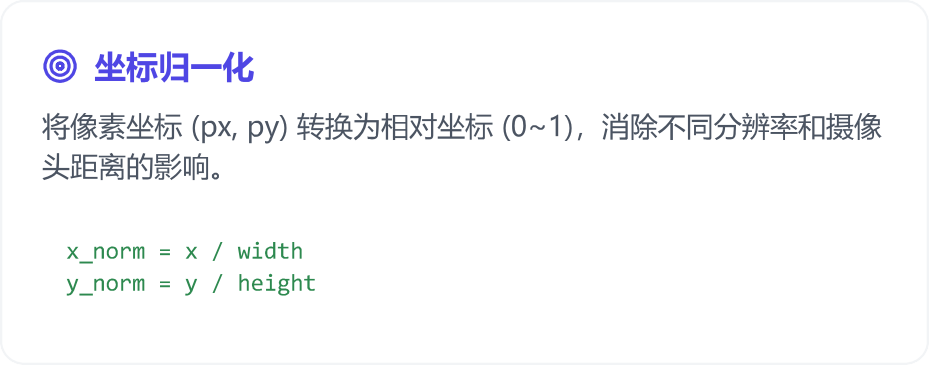 坐标归一化
将像素坐标 (px, py) 转换为相对坐标 (0~1)，消除不同分辨率和摄像
头距离的影响。
x_norm = x / width
y_norm = y / height